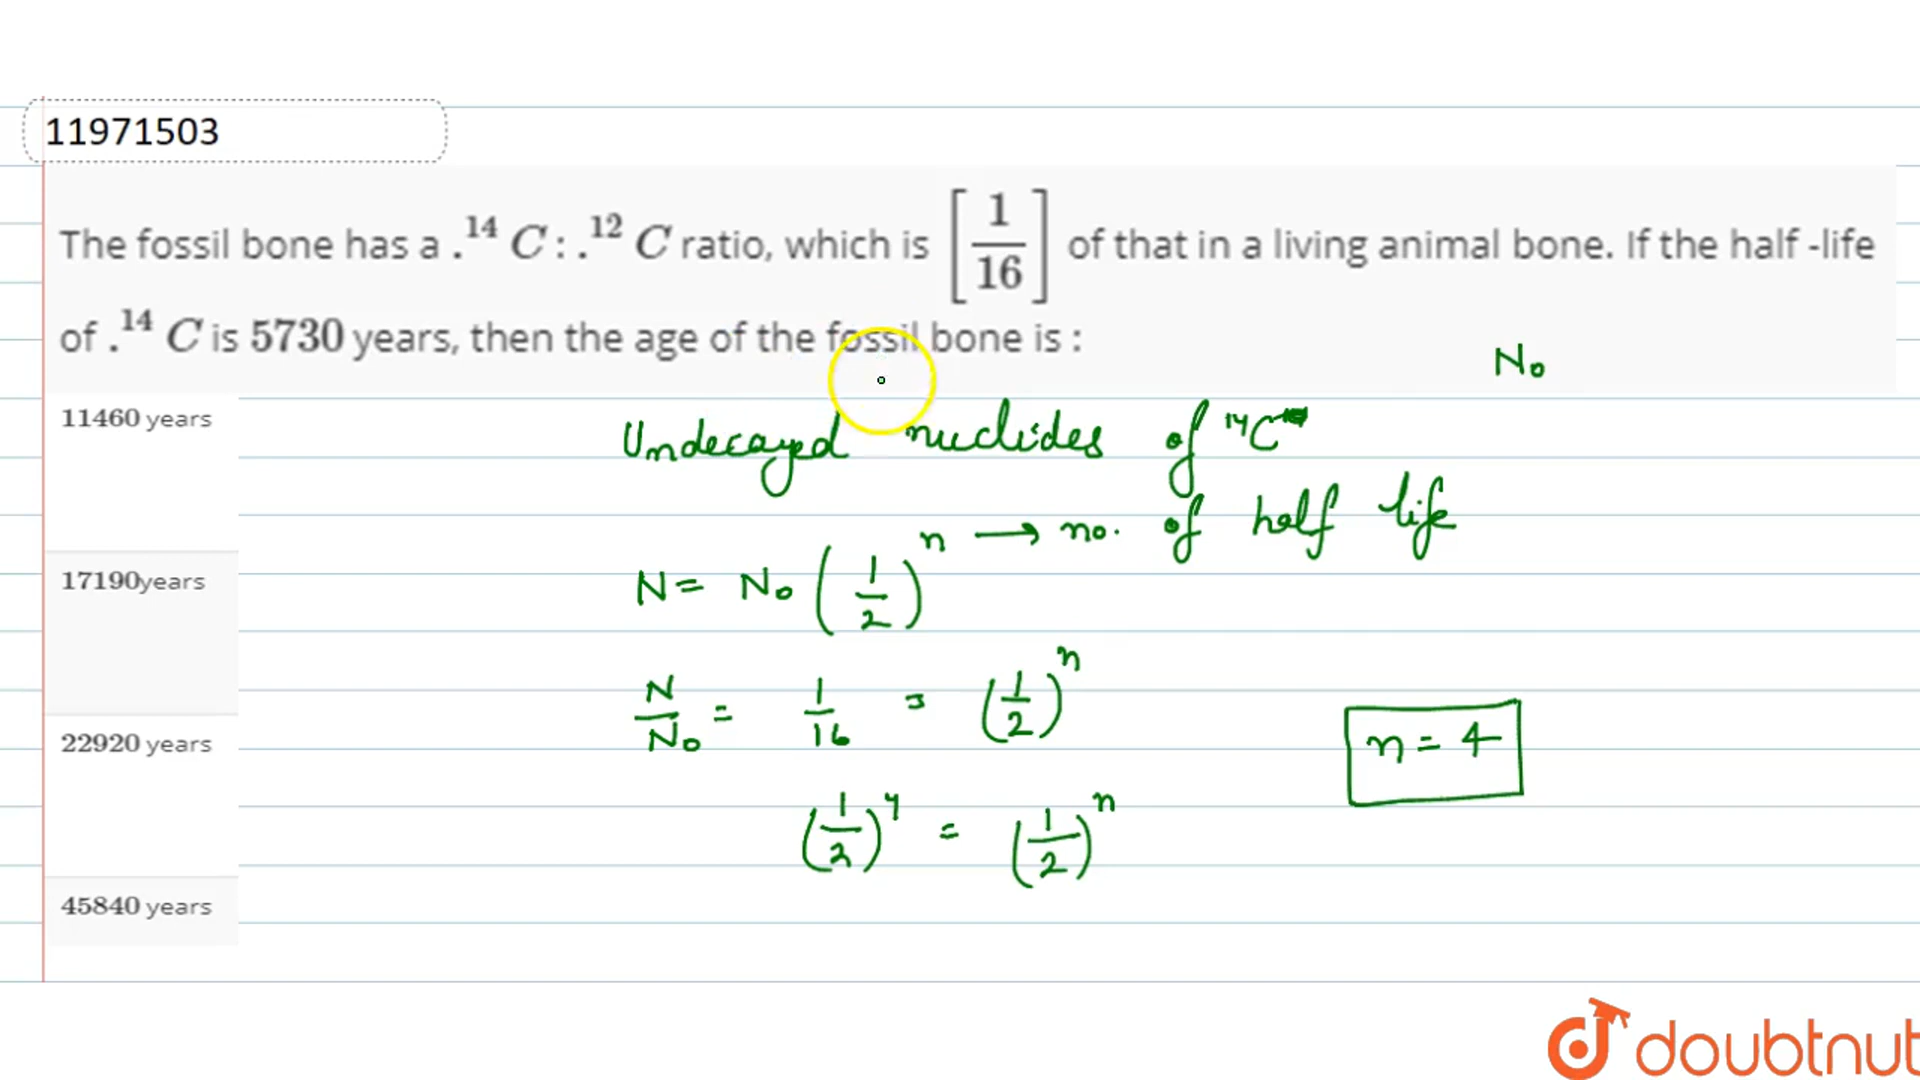 11971503
The fossil bone has a .¹⁴C : .¹²C ratio, which is [1/16] of that in a living animal bone. If the half -life
of .¹⁴C is 5730 years, then the age of the fossil bone is :
N₀
11460 years
Undecayed nuclides of ¹⁴C
n → no. of half life
17190years
N = N₀ (1/2)ⁿ
22920 years
N/N₀ = 1/16 = (1/2)ⁿ
n = 4
(1/2)⁴ = (1/2)ⁿ
45840 years
doubtnut